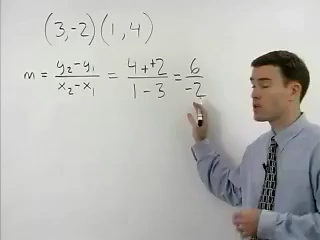 (3,-2)(1,4)
m = y₂-y₁ / x₂-x₁ = 4++2 / 1-3 = 6 / -2